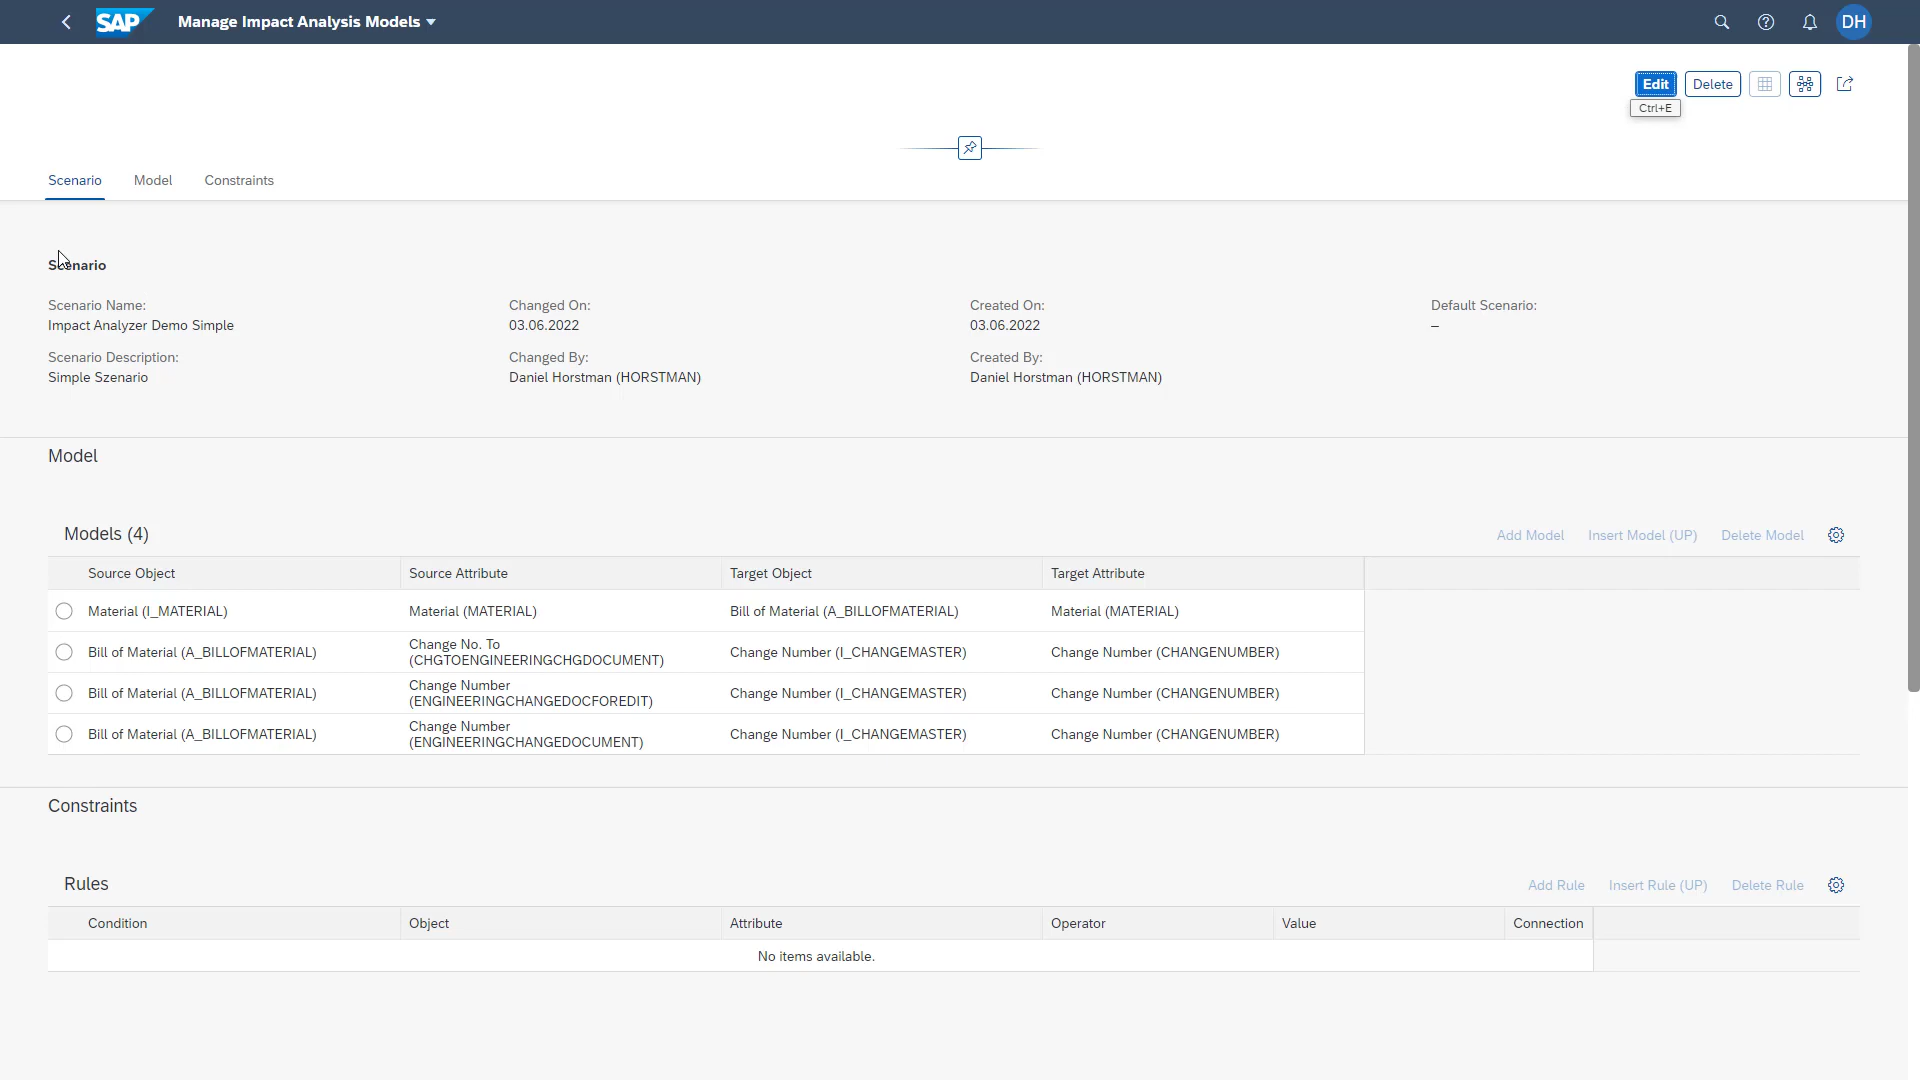 SAP Manage Impact Analysis Models DH
Edit Delete
Ctrl+E
Scenario Model Constraints
Scenario
Scenario Name: Changed On: Created On: Default Scenario:
Impact Analyzer Demo Simple 03.06.2022 03.06.2022 –
Scenario Description: Changed By: Created By:
Simple Szenario Daniel Horstman (HORSTMAN) Daniel Horstman (HORSTMAN)
Model
Models (4) Add Model Insert Model (UP) Delete Model
Source Object Source Attribute Target Object Target Attribute
Material (I_MATERIAL) Material (MATERIAL) Bill of Material (A_BILLOFMATERIAL) Material (MATERIAL)
Bill of Material (A_BILLOFMATERIAL) Change No. To (CHGTOENGINEERINGCHGDOCUMENT) Change Number (I_CHANGEMASTER) Change Number (CHANGENUMBER)
Bill of Material (A_BILLOFMATERIAL) Change Number (ENGINEERINGCHANGEDOCFOREDIT) Change Number (I_CHANGEMASTER) Change Number (CHANGENUMBER)
Bill of Material (A_BILLOFMATERIAL) Change Number (ENGINEERINGCHANGEDOCUMENT) Change Number (I_CHANGEMASTER) Change Number (CHANGENUMBER)
Constraints
Rules Add Rule Insert Rule (UP) Delete Rule
Condition Object Attribute Operator Value Connection
No items available.